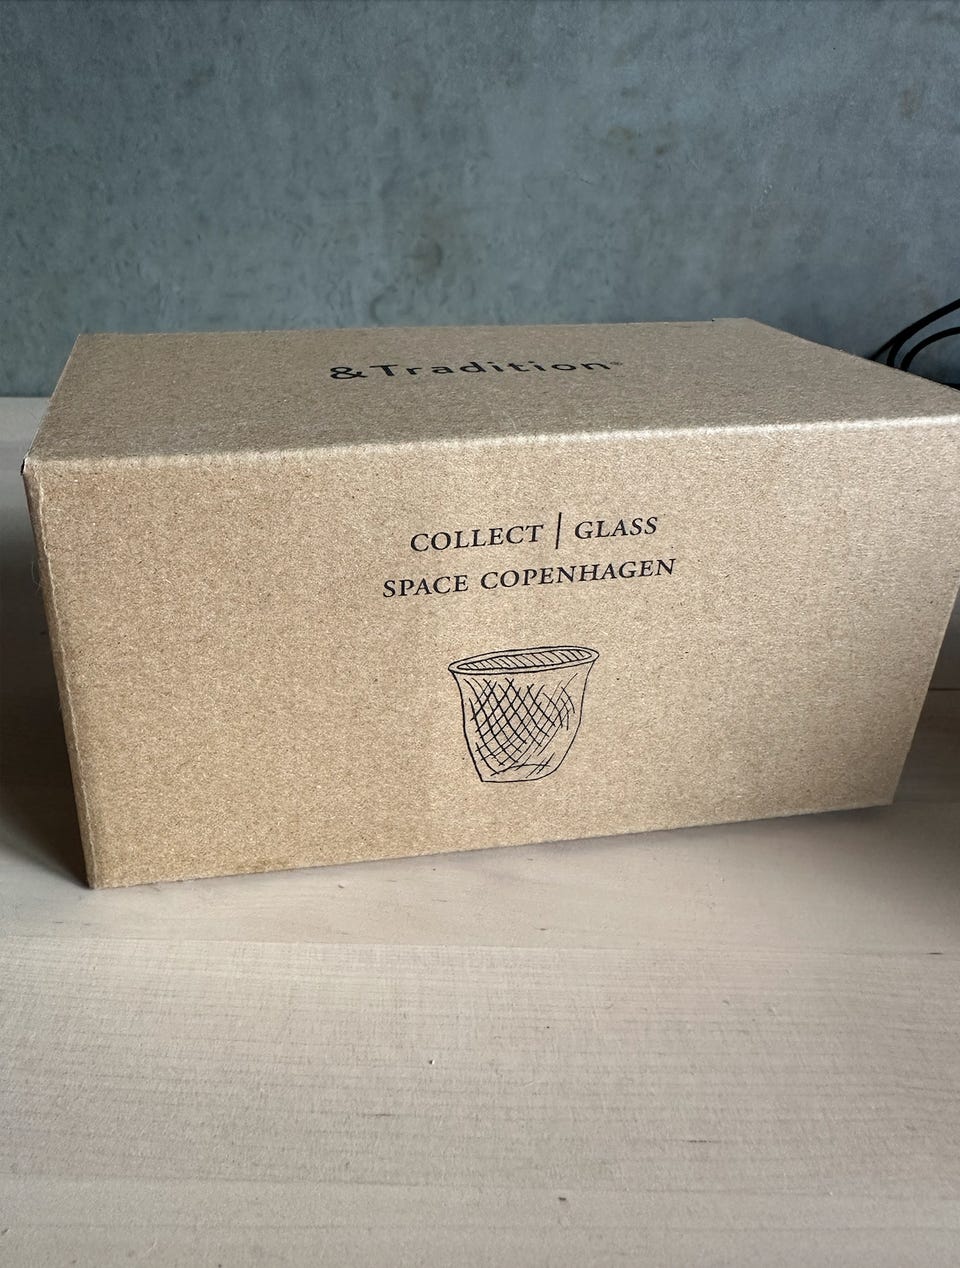 &Tradition®
COLLECT | GLASS
SPACE COPENHAGEN